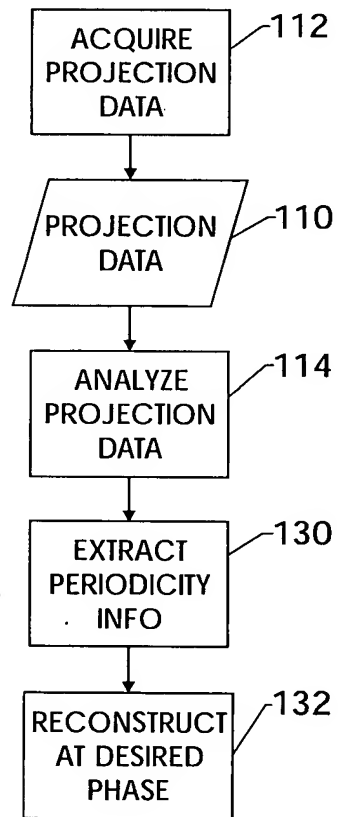 ACQUIRE
PROJECTION
DATA
112
PROJECTION
DATA
110
ANALYZE
PROJECTION
DATA
114
EXTRACT
PERIODICITY
INFO
130
RECONSTRUCT
AT DESIRED
PHASE
132